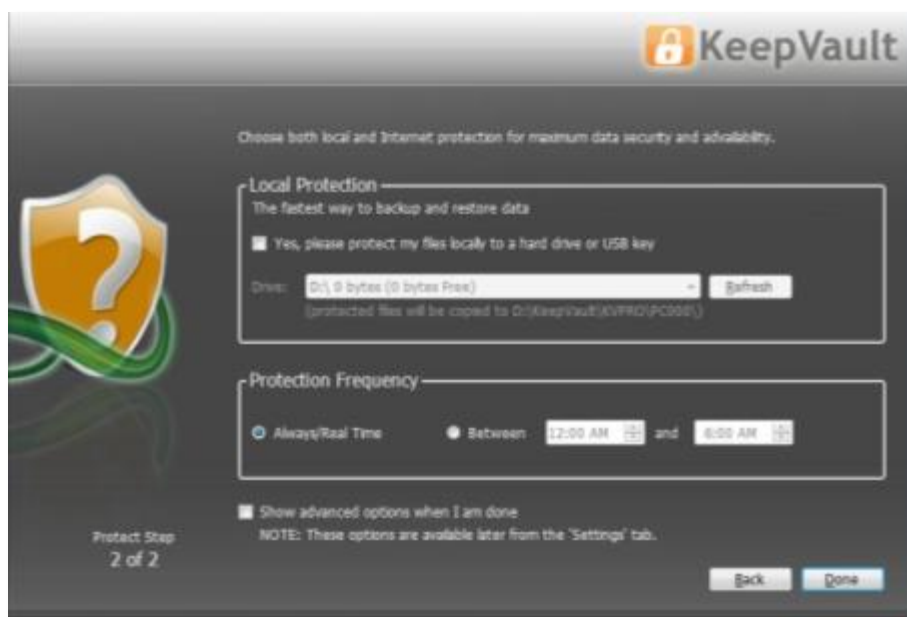 KeepVault
Choose both local and Internet protection for maximum data security and advailability.
Local Protection
The fastest way to backup and restore data
Yes, please protect my files locally to a hard drive or USB key
Drive: D:\ 0 bytes (0 bytes Free) Refresh
(protected files will be copied to D:\KeepVault\KVPRO\PC000\)
Protection Frequency
Always/Real Time Between 12:00 AM and 6:00 AM
Show advanced options when I am done
NOTE: These options are available later from the 'Settings' tab.
Protect Step
2 of 2
Back Done